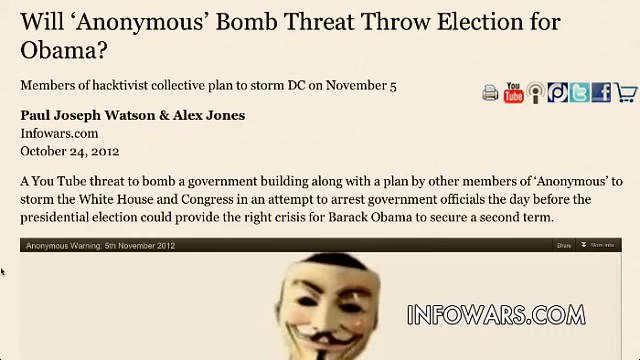 Will ‘Anonymous’ Bomb Threat Throw Election for
Obama?
Members of hacktivist collective plan to storm DC on November 5
You
Tube
Paul Joseph Watson & Alex Jones
Infowars.com
October 24, 2012
A You Tube threat to bomb a government building along with a plan by other members of ‘Anonymous’ to
storm the White House and Congress in an attempt to arrest government officials the day before the
presidential election could provide the right crisis for Barack Obama to secure a second term.
Anonymous Warning: 5th November 2012
Share
More info
INFOWARS.COM